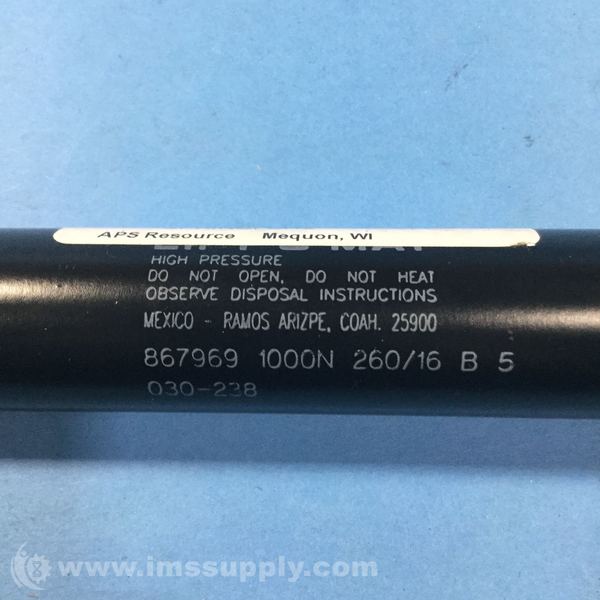 APS Resource Mequon, WI
HIGH PRESSURE
DO NOT OPEN, DO NOT HEAT
OBSERVE DISPOSAL INSTRUCTIONS
MEXICO - RAMOS ARIZPE, COAH. 25900
867969 1000N 260/16 B 5
030-238
www.imssupply.com